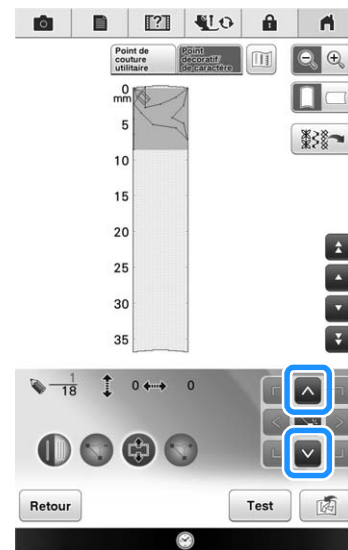 [?]
Point de
couture
utilitaire
Point
décoratif
de caractère
0
mm
5
10
15
20
25
30
35
1
18
0
0
Retour
Test